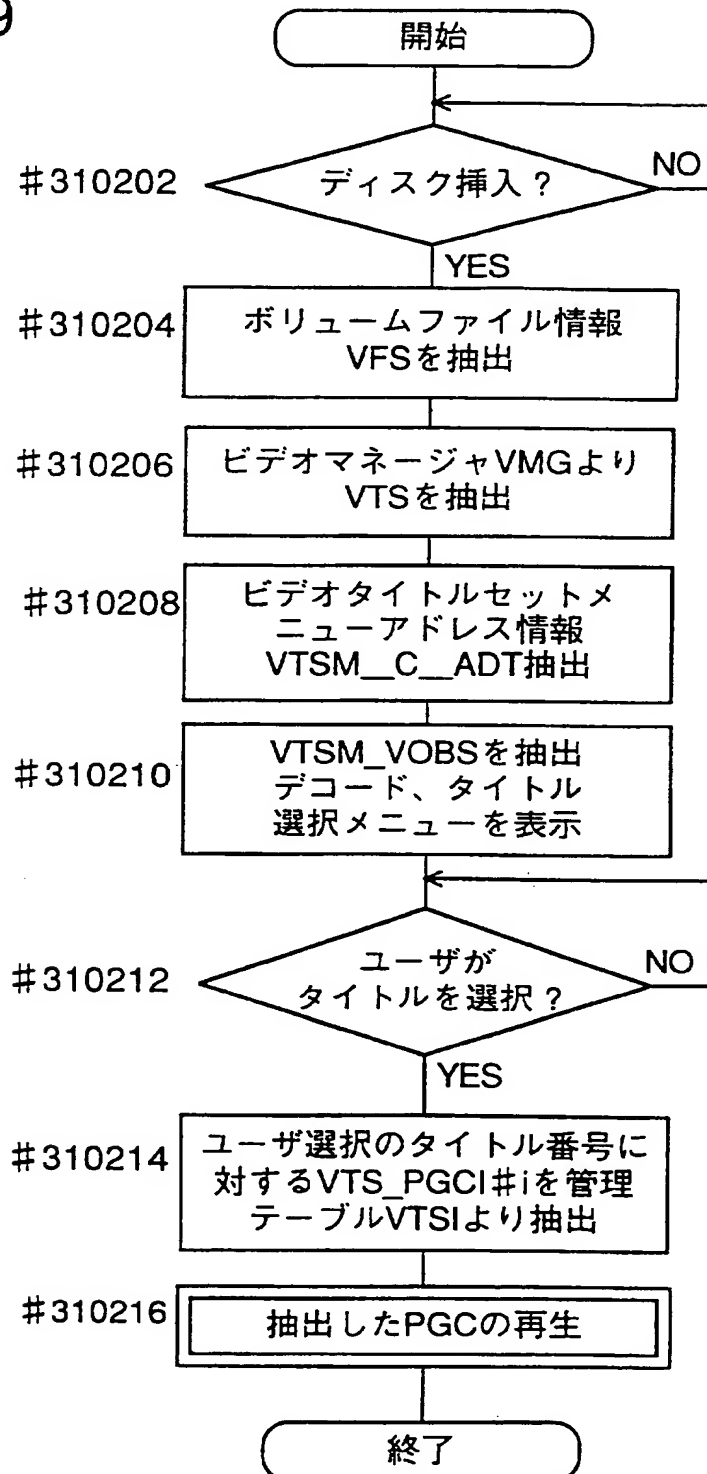 9
開始
#310202
ディスク挿入?
NO
YES
#310204
ボリュームファイル情報
VFSを抽出
#310206
ビデオマネージャVMGより
VTSを抽出
#310208
ビデオタイトルセットメ
ニューアドレス情報
VTSM__C__ADT抽出
#310210
VTSM_VOBSを抽出
デコード、タイトル
選択メニューを表示
#310212
ユーザが
タイトルを選択?
NO
YES
#310214
ユーザ選択のタイトル番号に
対するVTS_PGCI#iを管理
テーブルVTSIより抽出
#310216
抽出したPGCの再生
終了